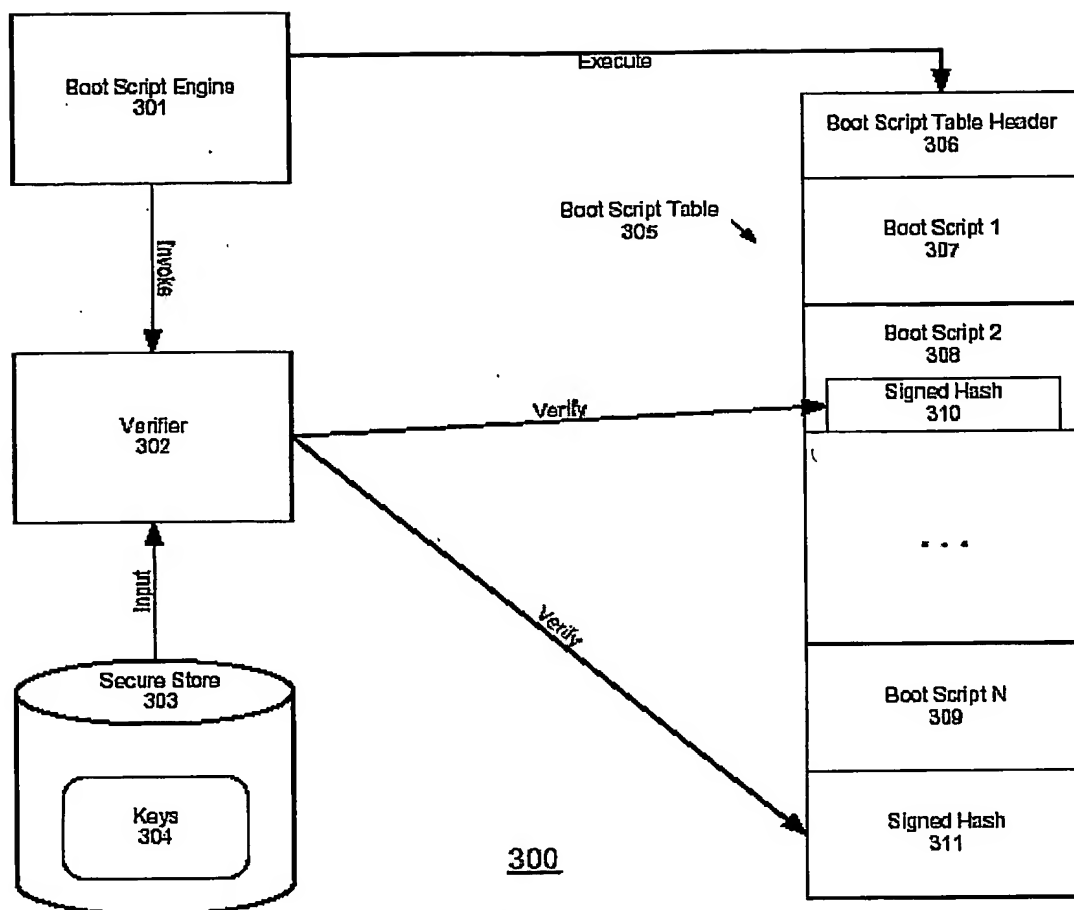 Boot Script Engine
301
Execute
Boot Script Table Header
306
Boot Script Table
305
Boot Script 1
307
Invoke
Boot Script 2
308
Signed Hash
310
Verifier
302
Verify
. . .
Input
Verify
Secure Store
303
Keys
304
Boot Script N
309
Signed Hash
311
300